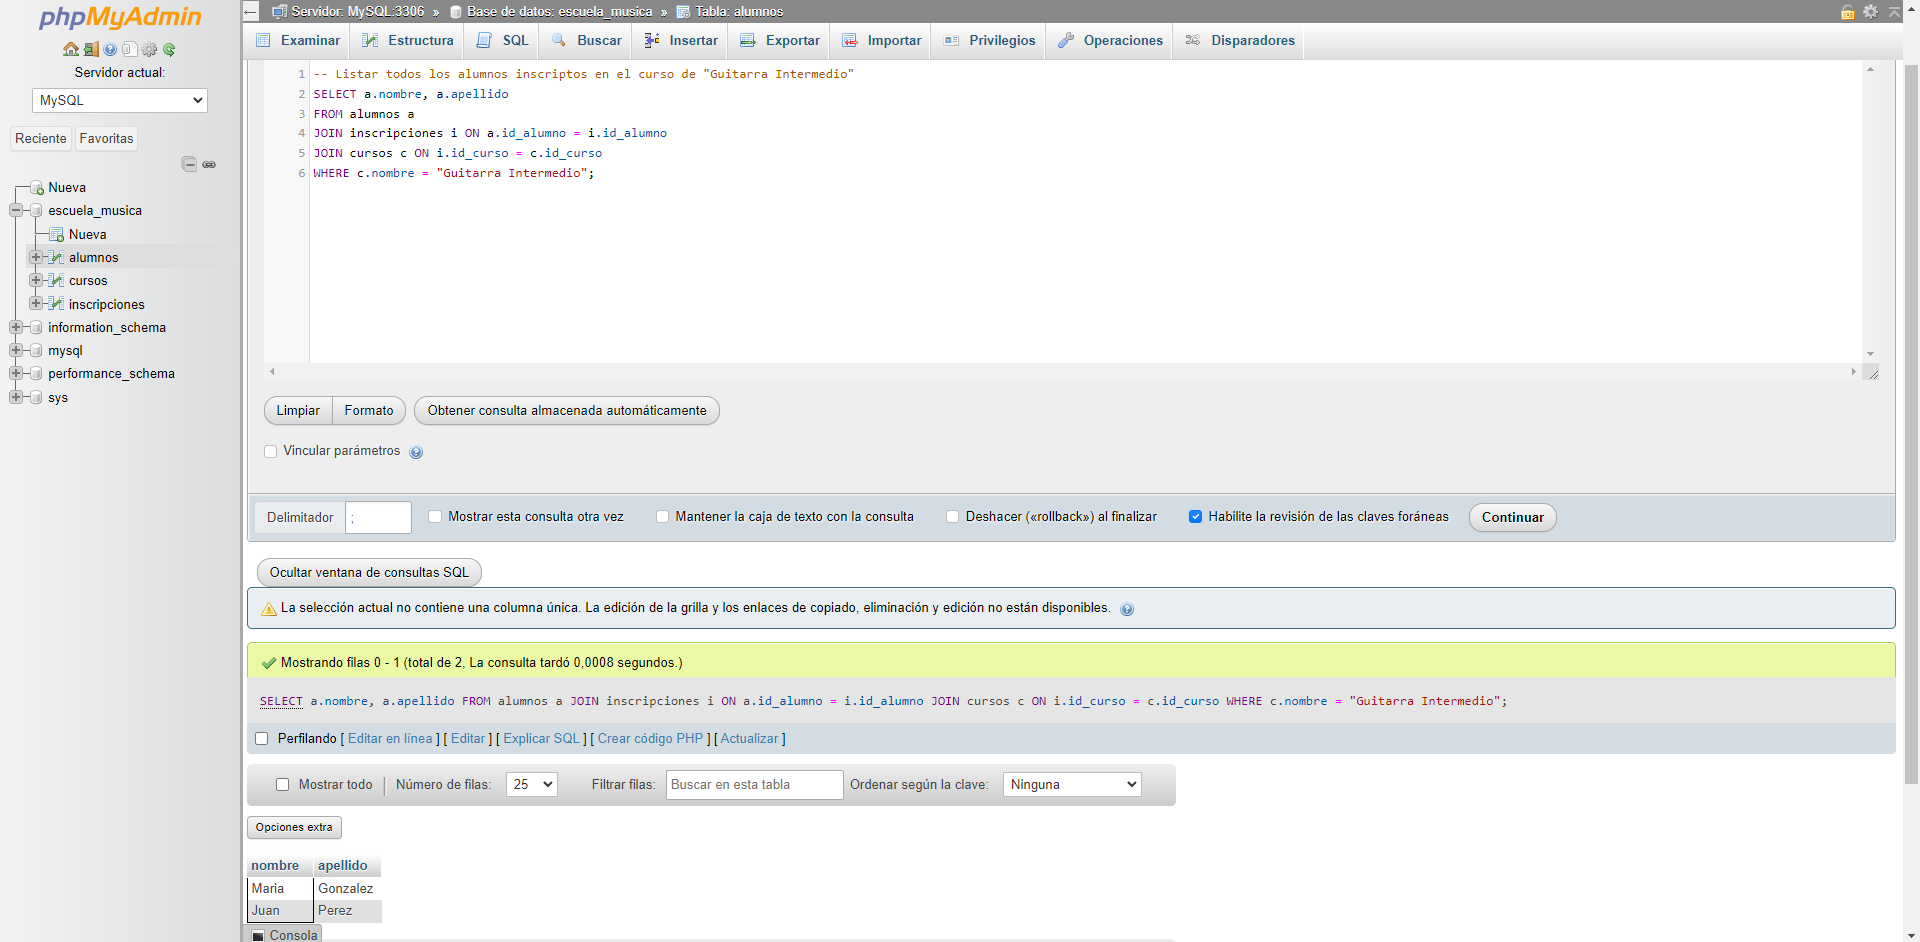 phpMyAdmin
Servidor actual:
MySQL
Reciente Favoritas
Nueva
escuela_musica
Nueva
alumnos
cursos
inscripciones
information_schema
mysql
performance_schema
sys
Servidor: MySQL:3306 » Base de datos: escuela_musica » Tabla: alumnos
Examinar Estructura SQL Buscar Insertar Exportar Importar Privilegios Operaciones Disparadores
1 -- Listar todos los alumnos inscriptos en el curso de "Guitarra Intermedio"
2 SELECT a.nombre, a.apellido
3 FROM alumnos a
4 JOIN inscripciones i ON a.id_alumno = i.id_alumno
5 JOIN cursos c ON i.id_curso = c.id_curso
6 WHERE c.nombre = "Guitarra Intermedio";
Limpiar Formato Obtener consulta almacenada automáticamente
Vincular parámetros
Delimitador ; Mostrar esta consulta otra vez Mantener la caja de texto con la consulta Deshacer («rollback») al finalizar Habilite la revisión de las claves foráneas Continuar
Ocultar ventana de consultas SQL
La selección actual no contiene una columna única. La edición de la grilla y los enlaces de copiado, eliminación y edición no están disponibles.
Mostrando filas 0 - 1 (total de 2, La consulta tardó 0,0008 segundos.)
SELECT a.nombre, a.apellido FROM alumnos a JOIN inscripciones i ON a.id_alumno = i.id_alumno JOIN cursos c ON i.id_curso = c.id_curso WHERE c.nombre = "Guitarra Intermedio";
Perfilando [ Editar en línea ] [ Editar ] [ Explicar SQL ] [ Crear código PHP ] [ Actualizar ]
Mostrar todo Número de filas: 25 Filtrar filas: Buscar en esta tabla Ordenar según la clave: Ninguna
Opciones extra
nombre apellido
Maria Gonzalez
Juan Perez
Consola